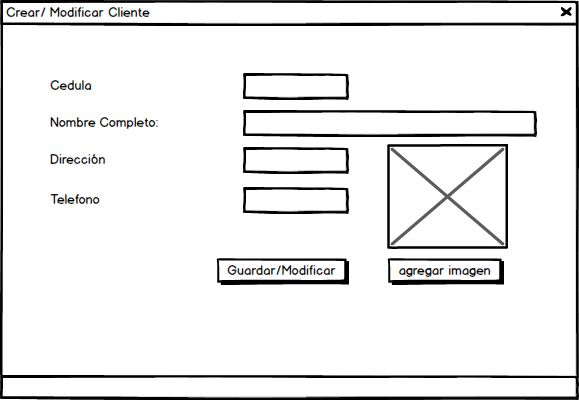 Crear/ Modificar Cliente
Cedula
Nombre Completo:
Dirección
Telefono
Guardar/Modificar
agregar imagen